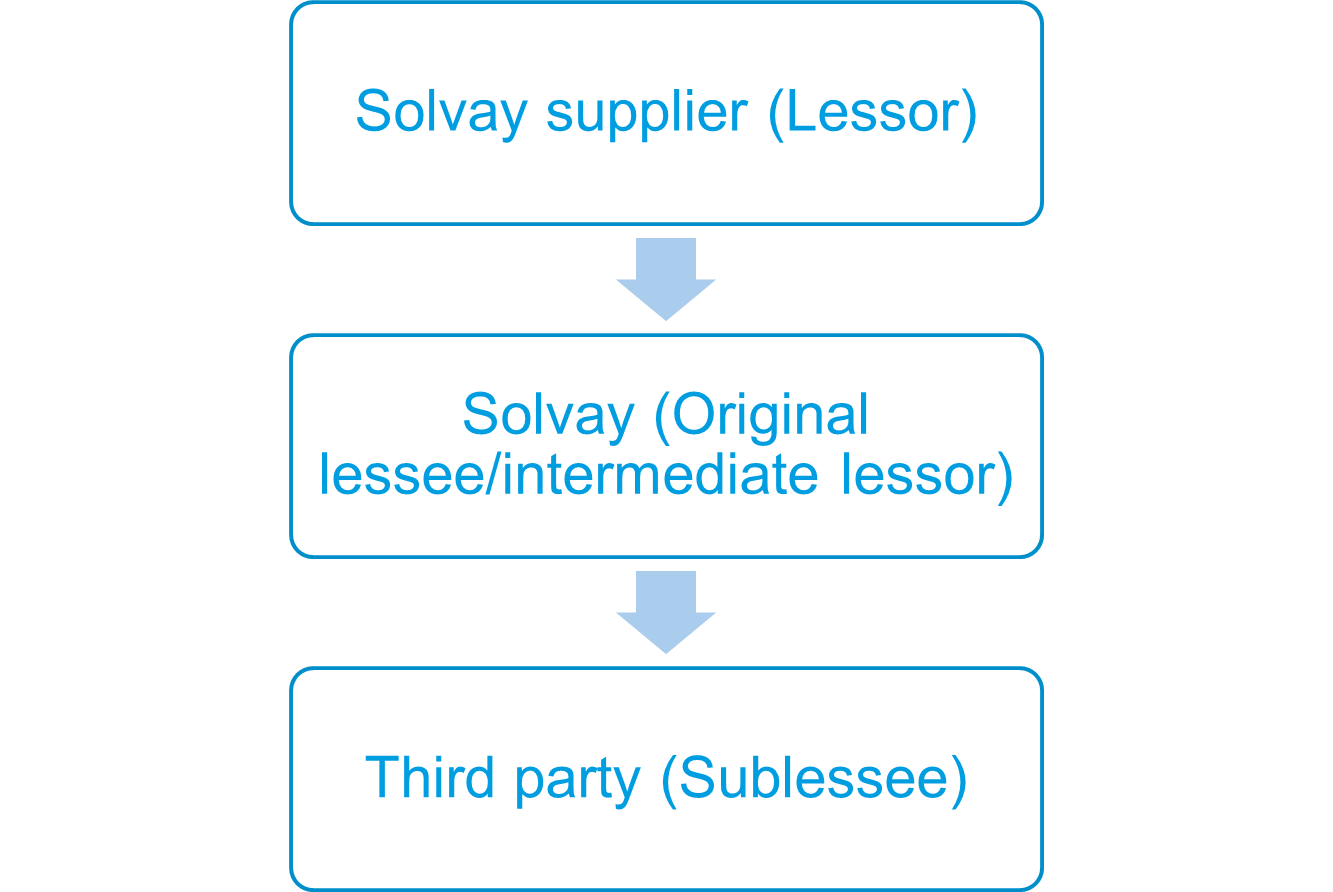 Solvay supplier (Lessor)
Solvay (Original
lessee/intermediate lessor)
Third party (Sublessee)